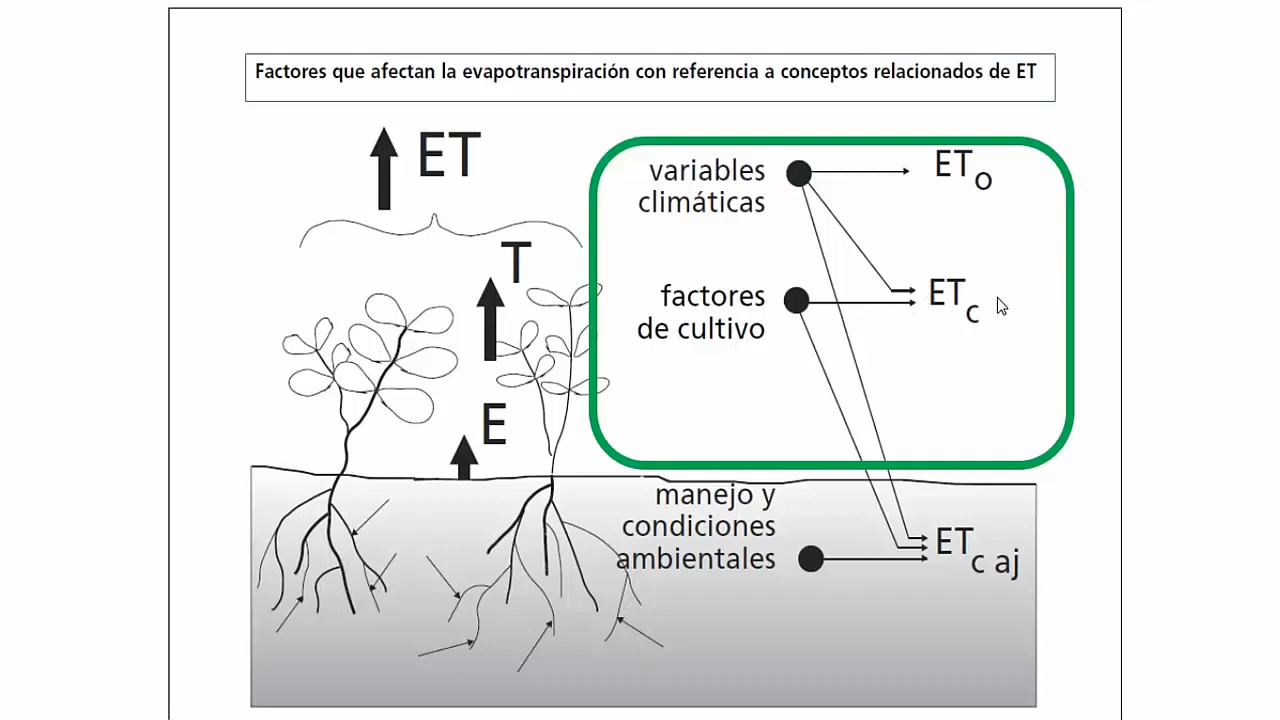 Factores que afectan la evapotranspiración con referencia a conceptos relacionados de ET
ET
T
E
variables
climáticas
ETo
factores
de cultivo
ETc
manejo y
condiciones
ambientales
ETc aj